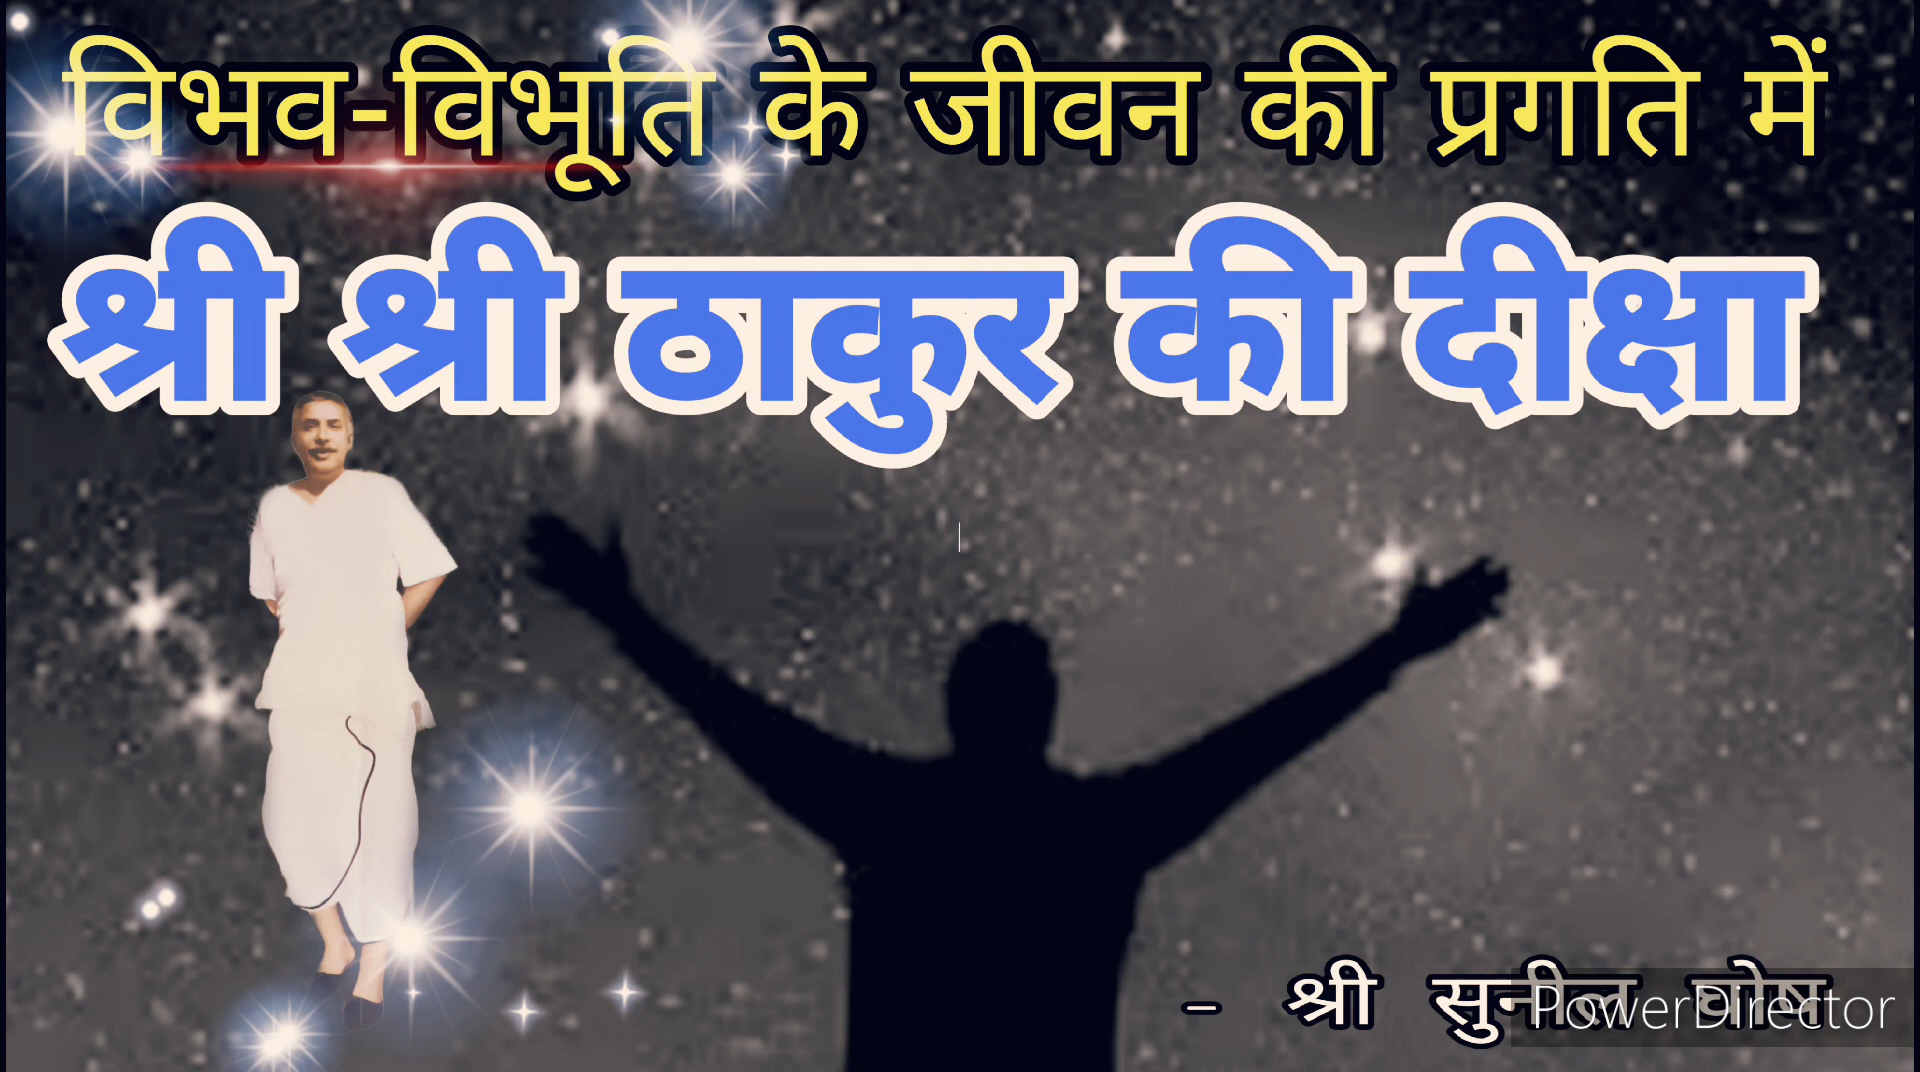 विभव-विभूति के जीवन की प्रगति में
श्री श्री ठाकुर की दीक्षा
- श्री सुनील घोष
PowerDirector